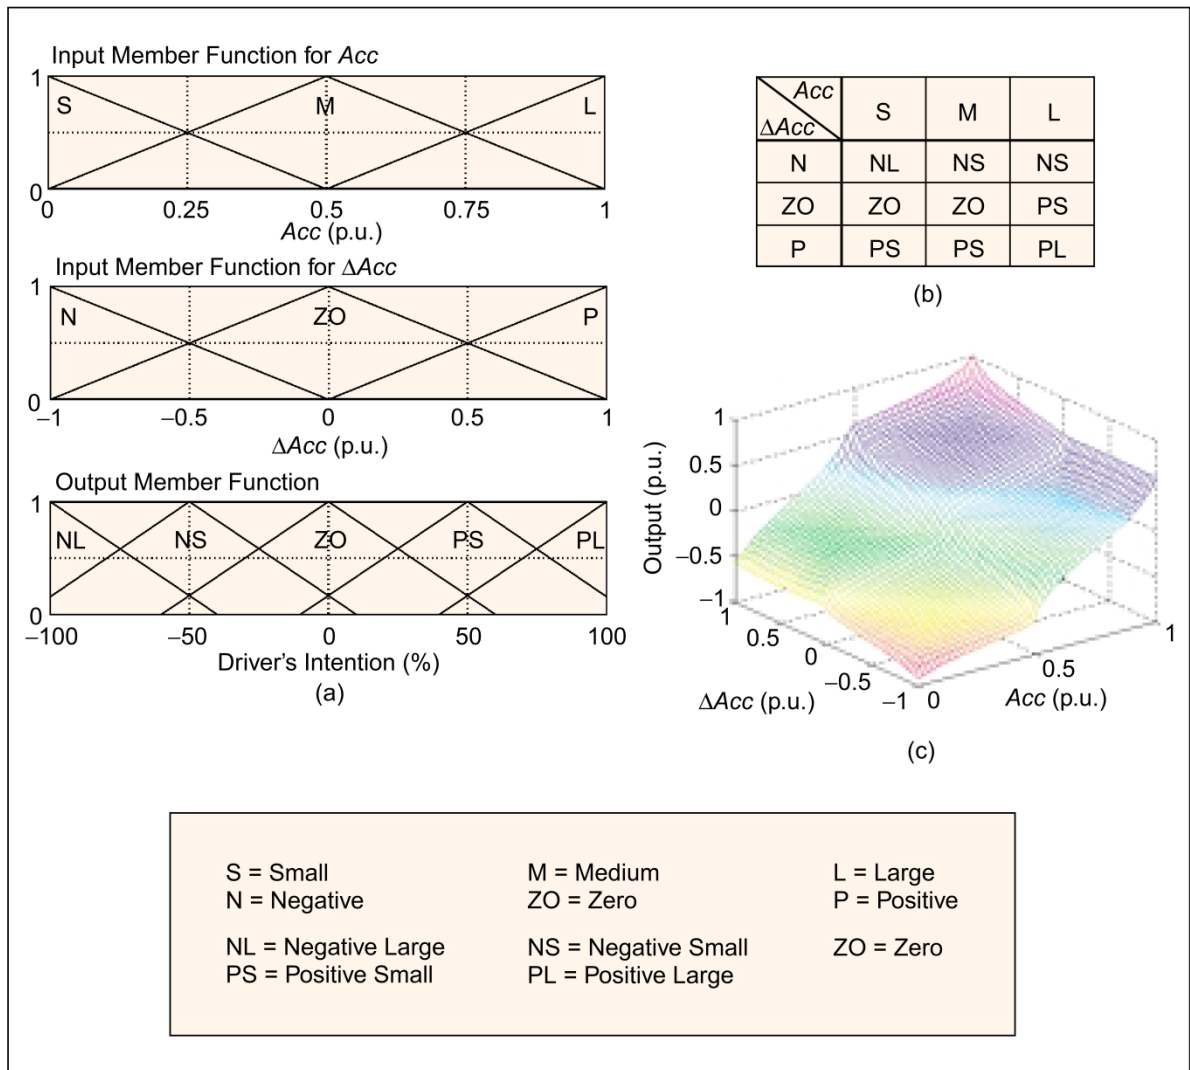 Input Member Function for Acc
1
S M L
0
0 0.25 0.5 0.75 1
Acc (p.u.)
Input Member Function for ΔAcc
1
N ZO P
0
–1 –0.5 0 0.5 1
ΔAcc (p.u.)
Output Member Function
1
NL NS ZO PS PL
0
–100 –50 0 50 100
Driver's Intention (%)
(a)
Acc
ΔAcc
S M L
N NL NS NS
ZO ZO ZO PS
P PS PS PL
(b)
Output (p.u.)
1
0.5
0
–0.5
–1
1
0.5
0
–0.5
–1
ΔAcc (p.u.)
0
0.5
1
Acc (p.u.)
(c)
S = Small M = Medium L = Large
N = Negative ZO = Zero P = Positive
NL = Negative Large NS = Negative Small ZO = Zero
PS = Positive Small PL = Positive Large